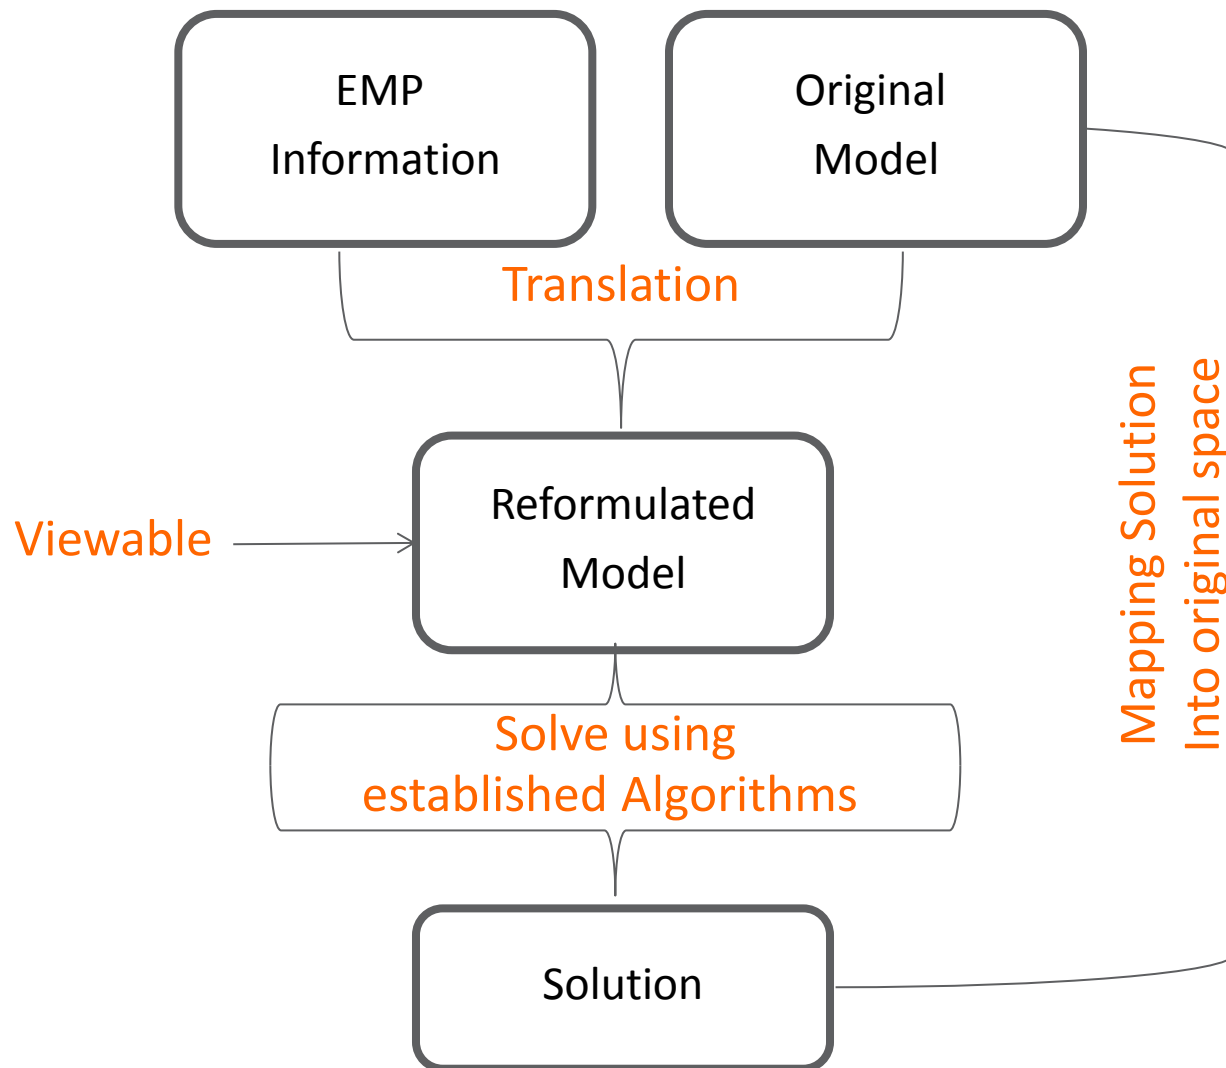 EMP
Information
Original
Model
Translation
Reformulated
Model
Viewable
Mapping Solution
Into original space
Solve using
established Algorithms
Solution